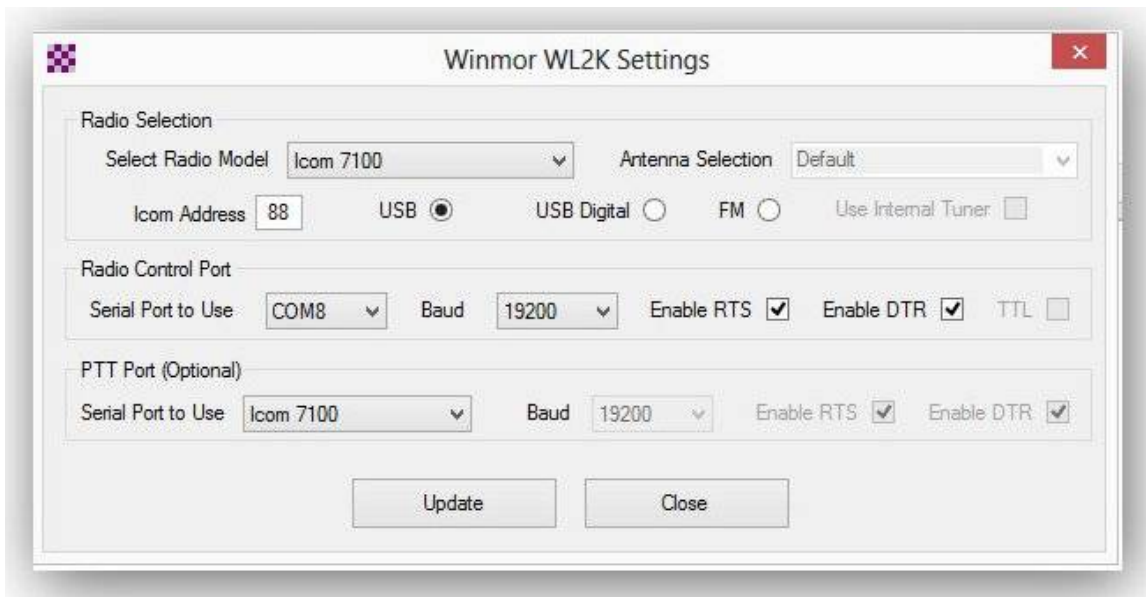 Winmor WL2K Settings
Radio Selection
Select Radio Model Icom 7100 Antenna Selection Default
Icom Address 88 USB USB Digital FM Use Internal Tuner
Radio Control Port
Serial Port to Use COM8 Baud 19200 Enable RTS Enable DTR TTL
PTT Port (Optional)
Serial Port to Use Icom 7100 Baud 19200 Enable RTS Enable DTR
Update Close